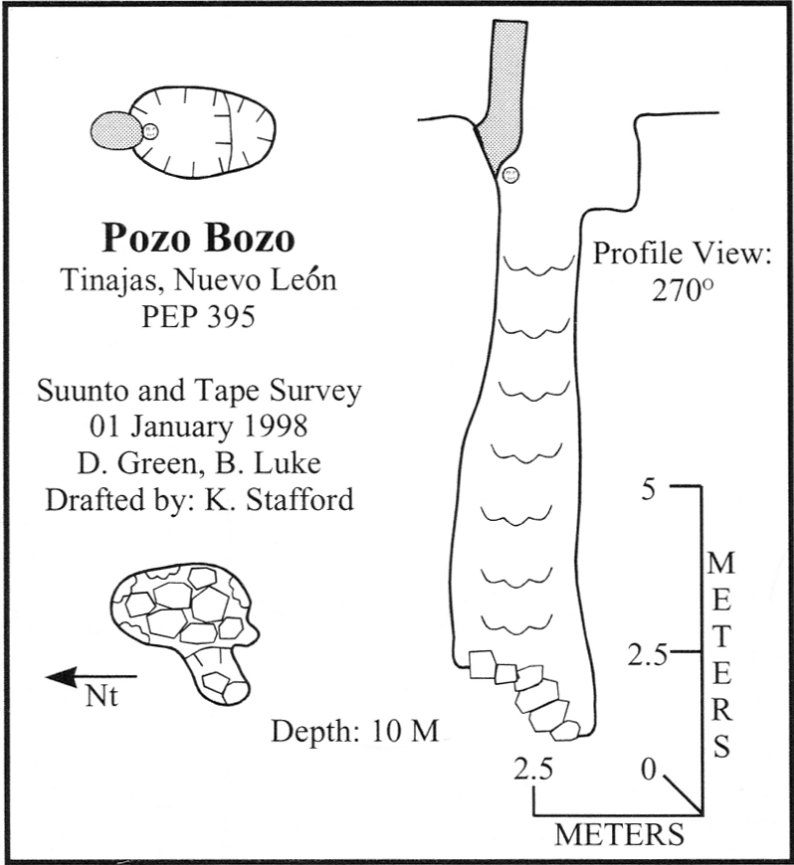 Pozo Bozo
Tinajas, Nuevo León
PEP 395
Suunto and Tape Survey
01 January 1998
D. Green, B. Luke
Drafted by: K. Stafford
Nt
Depth: 10 M
Profile View:
270°
5
2.5
0
METERS
2.5
METERS